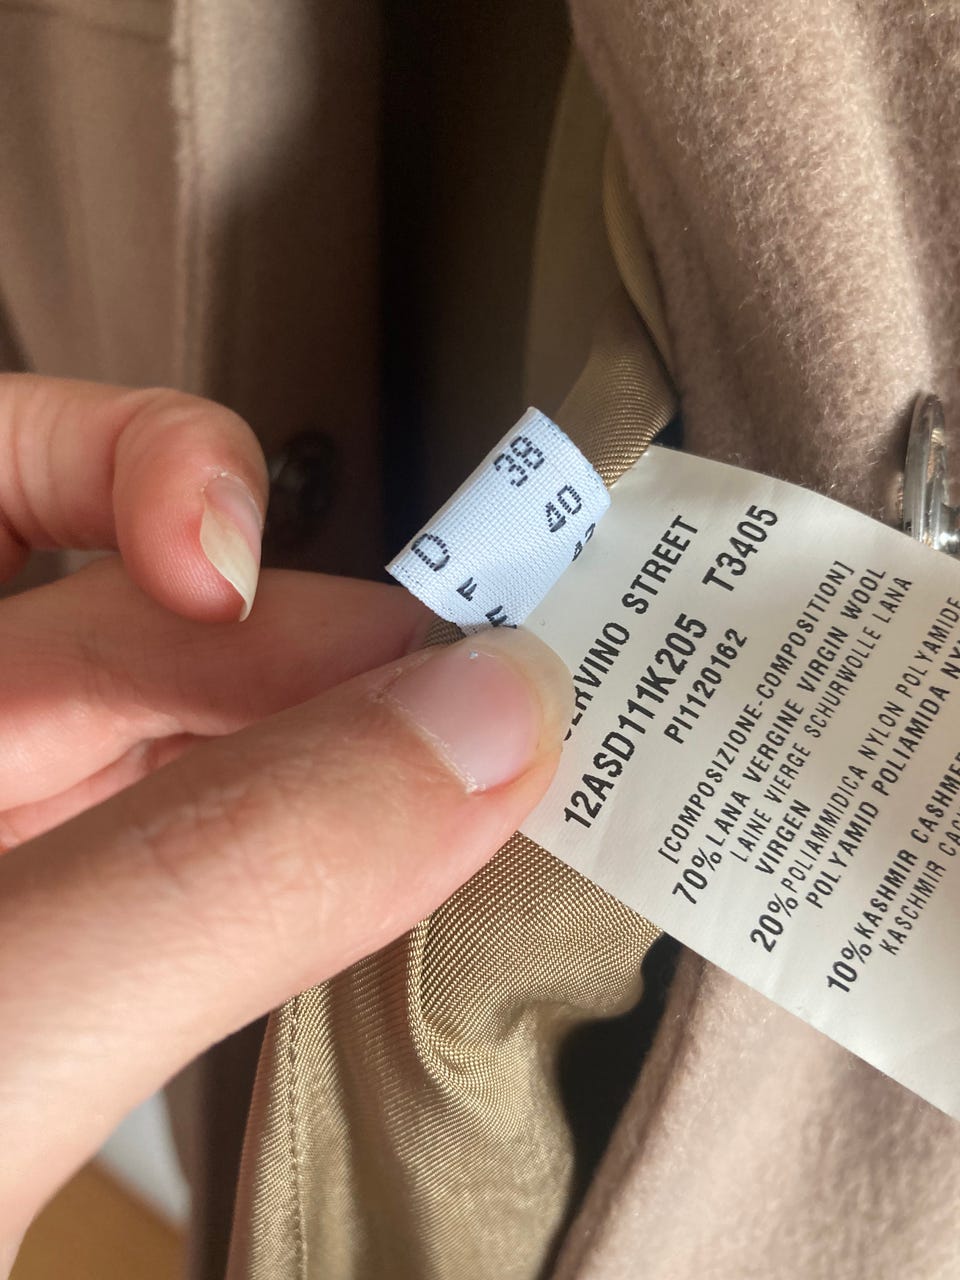 38
40
D
STREET
12ASD111K205 T3405
PI1120162
[COMPOSIZIONE-COMPOSITION]
70% LANA VERGINE VIRGIN WOOL
LAINE VIERGE SCHURWOLLE LANA
VIRGEN
20% POLIAMMIDICA NYLON POLYAMIDE
POLYAMID POLIAMIDA
10% KASHMIR
KASCHMIR